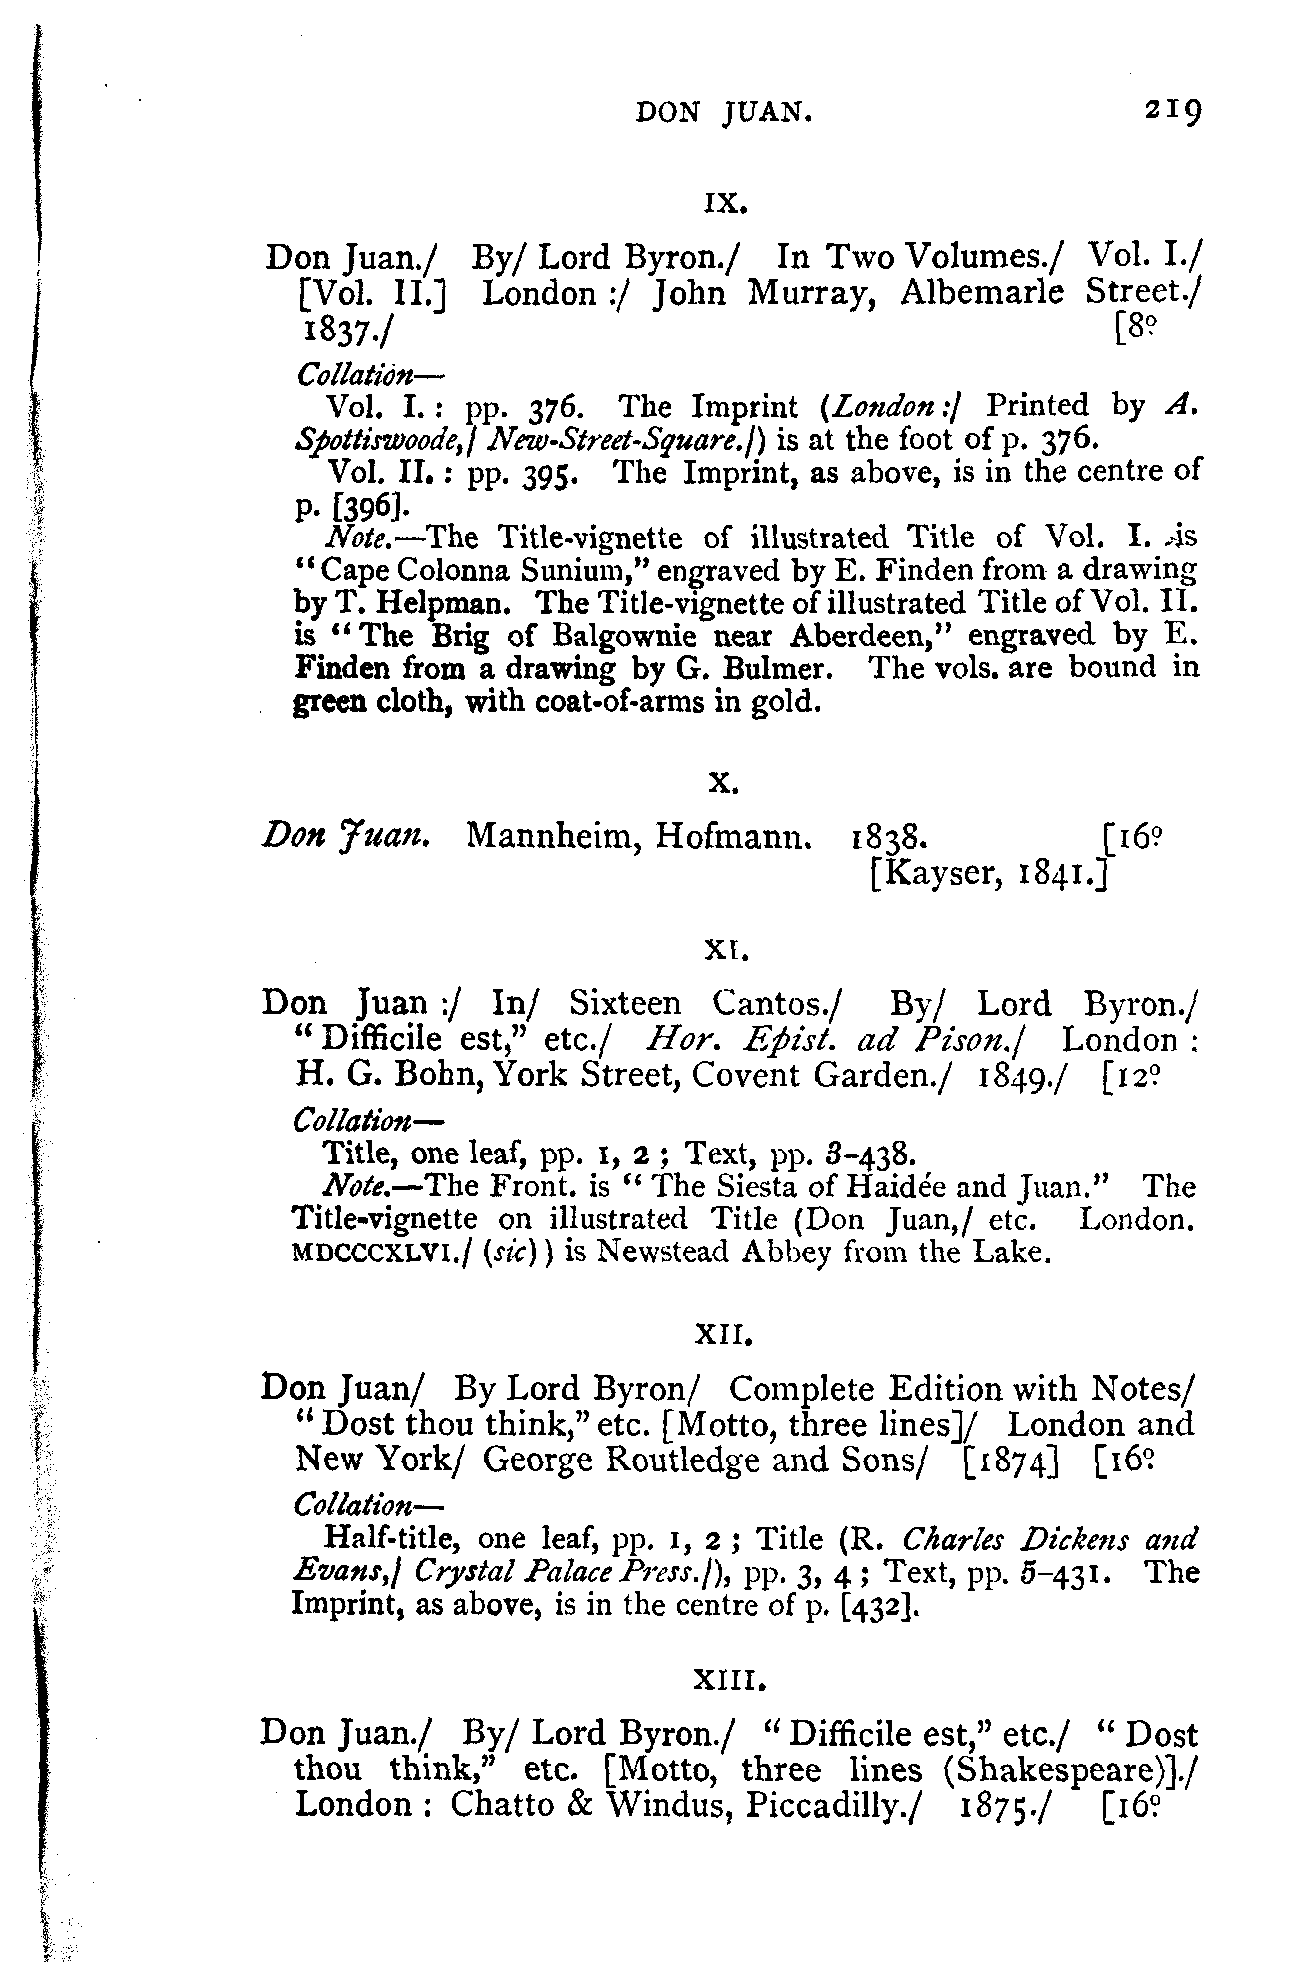 DON JUAN. 219
IX.
Don Juan./ By/ Lord Byron./ In Two Volumes./ Vol. I./
[Vol. II.] London :/ John Murray, Albemarle Street./
1837./ [8º
Collation—
Vol. I. : pp. 376. The Imprint (London :/ Printed by A.
Spottiswoode,/ New-Street-Square./) is at the foot of p. 376.
Vol. II. : pp. 395. The Imprint, as above, is in the centre of
p. [396].
Note.—The Title-vignette of illustrated Title of Vol. I. is
“Cape Colonna Sunium,” engraved by E. Finden from a drawing
by T. Helpman. The Title-vignette of illustrated Title of Vol. II.
is “The Brig of Balgownie near Aberdeen,” engraved by E.
Finden from a drawing by G. Bulmer. The vols. are bound in
green cloth, with coat-of-arms in gold.
X.
Don Juan. Mannheim, Hofmann. 1838. [16º
[Kayser, 1841.]
XI.
Don Juan :/ In/ Sixteen Cantos./ By/ Lord Byron./
“Difficile est,” etc./ Hor. Epist. ad Pison./ London :
H. G. Bohn, York Street, Covent Garden./ 1849./ [12º
Collation—
Title, one leaf, pp. 1, 2 ; Text, pp. 3–438.
Note.—The Front. is “The Siesta of Haidée and Juan.” The
Title-vignette on illustrated Title (Don Juan,/ etc. London.
MDCCCXLVI./ (sic)) is Newstead Abbey from the Lake.
XII.
Don Juan/ By Lord Byron/ Complete Edition with Notes/
“Dost thou think,” etc. [Motto, three lines]/ London and
New York/ George Routledge and Sons/ [1874] [16º
Collation—
Half-title, one leaf, pp. 1, 2 ; Title (R. Charles Dickens and
Evans,/ Crystal Palace Press./), pp. 3, 4 ; Text, pp. 5–431. The
Imprint, as above, is in the centre of p. [432].
XIII.
Don Juan./ By/ Lord Byron./ “Difficile est,” etc./ “Dost
thou think,” etc. [Motto, three lines (Shakespeare)]./
London : Chatto & Windus, Piccadilly./ 1875./ [16º